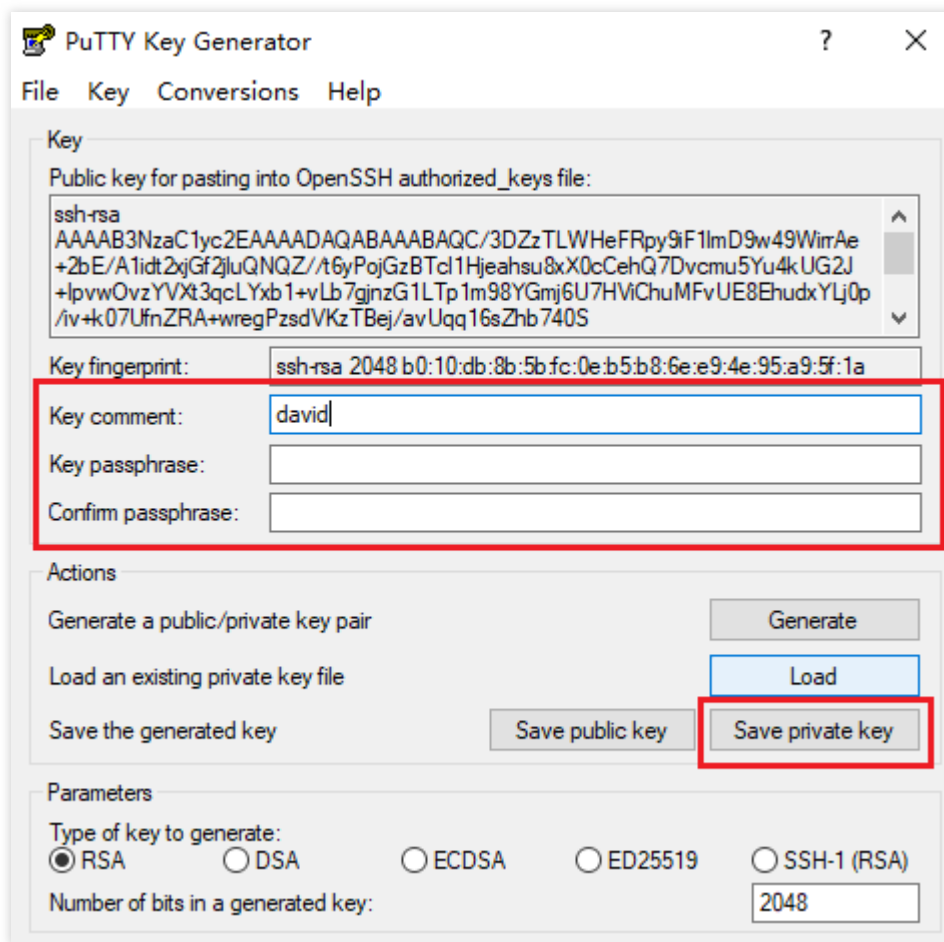 PuTTY Key Generator
File Key Conversions Help
Key
Public key for pasting into OpenSSH authorized_keys file:
ssh-rsa
AAAAB3NzaC1yc2EAAAADAQABAAABAQC/3DZzTLWHeFRpy9iF1ImD9w49WirrAe
+2bE/A1idt2xjGf2jluQNQZ//t6yPojGzBTcl1Hjeahsu8xX0cCehQ7Dvcmu5Yu4kUG2J
+IpvwOvzYVXt3qcLYxb1+vLb7gjnzG1LTp1m98YGmj6U7HViChuMFvUE8EhudxYLj0p
/iv+k07UfnZRA+wregPzsdVKzTBej/avUqq16sZhb740S
Key fingerprint: ssh-rsa 2048 b0:10:db:8b:5b:fc:0e:b5:b8:6e:e9:4e:95:a9:5f:1a
Key comment: david
Key passphrase:
Confirm passphrase:
Actions
Generate a public/private key pair Generate
Load an existing private key file Load
Save the generated key Save public key Save private key
Parameters
Type of key to generate:
RSA DSA ECDSA ED25519 SSH-1 (RSA)
Number of bits in a generated key: 2048